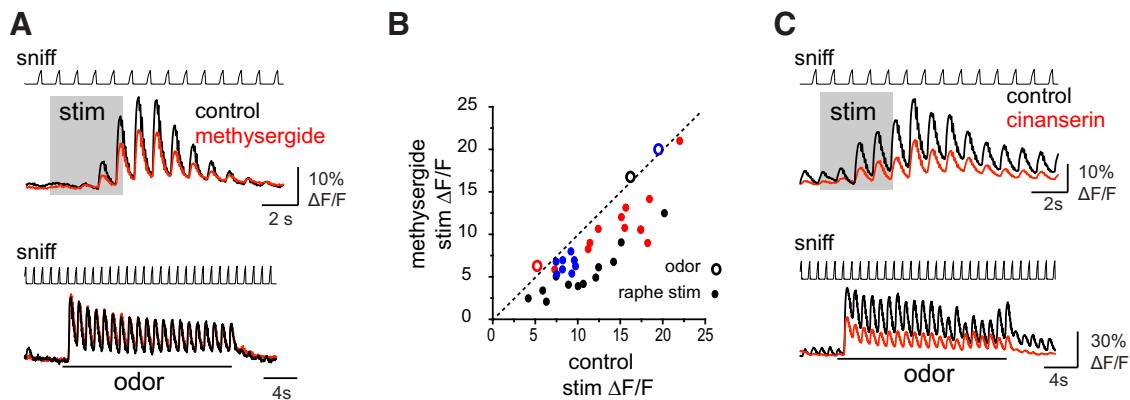 A
sniff
stim
control
methysergide
10%
ΔF/F
2 s
sniff
odor
4s
B
25
20
15
10
5
0
methysergide
stim ΔF/F
odor
raphe stim
0
5
10
15
20
25
control
stim ΔF/F
C
sniff
stim
control
cinanserin
10%
ΔF/F
2s
sniff
30%
ΔF/F
odor
4s